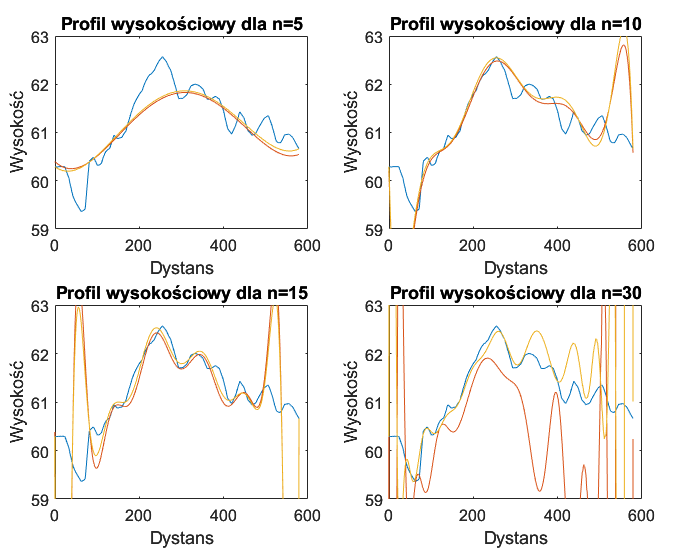 Profil wysokościowy dla n=5
63
62
61
60
59
Wysokość
0 200 400 600
Dystans
Profil wysokościowy dla n=10
63
62
61
60
59
Wysokość
0 200 400 600
Dystans
Profil wysokościowy dla n=15
63
62
61
60
59
Wysokość
0 200 400 600
Dystans
Profil wysokościowy dla n=30
63
62
61
60
59
Wysokość
0 200 400 600
Dystans